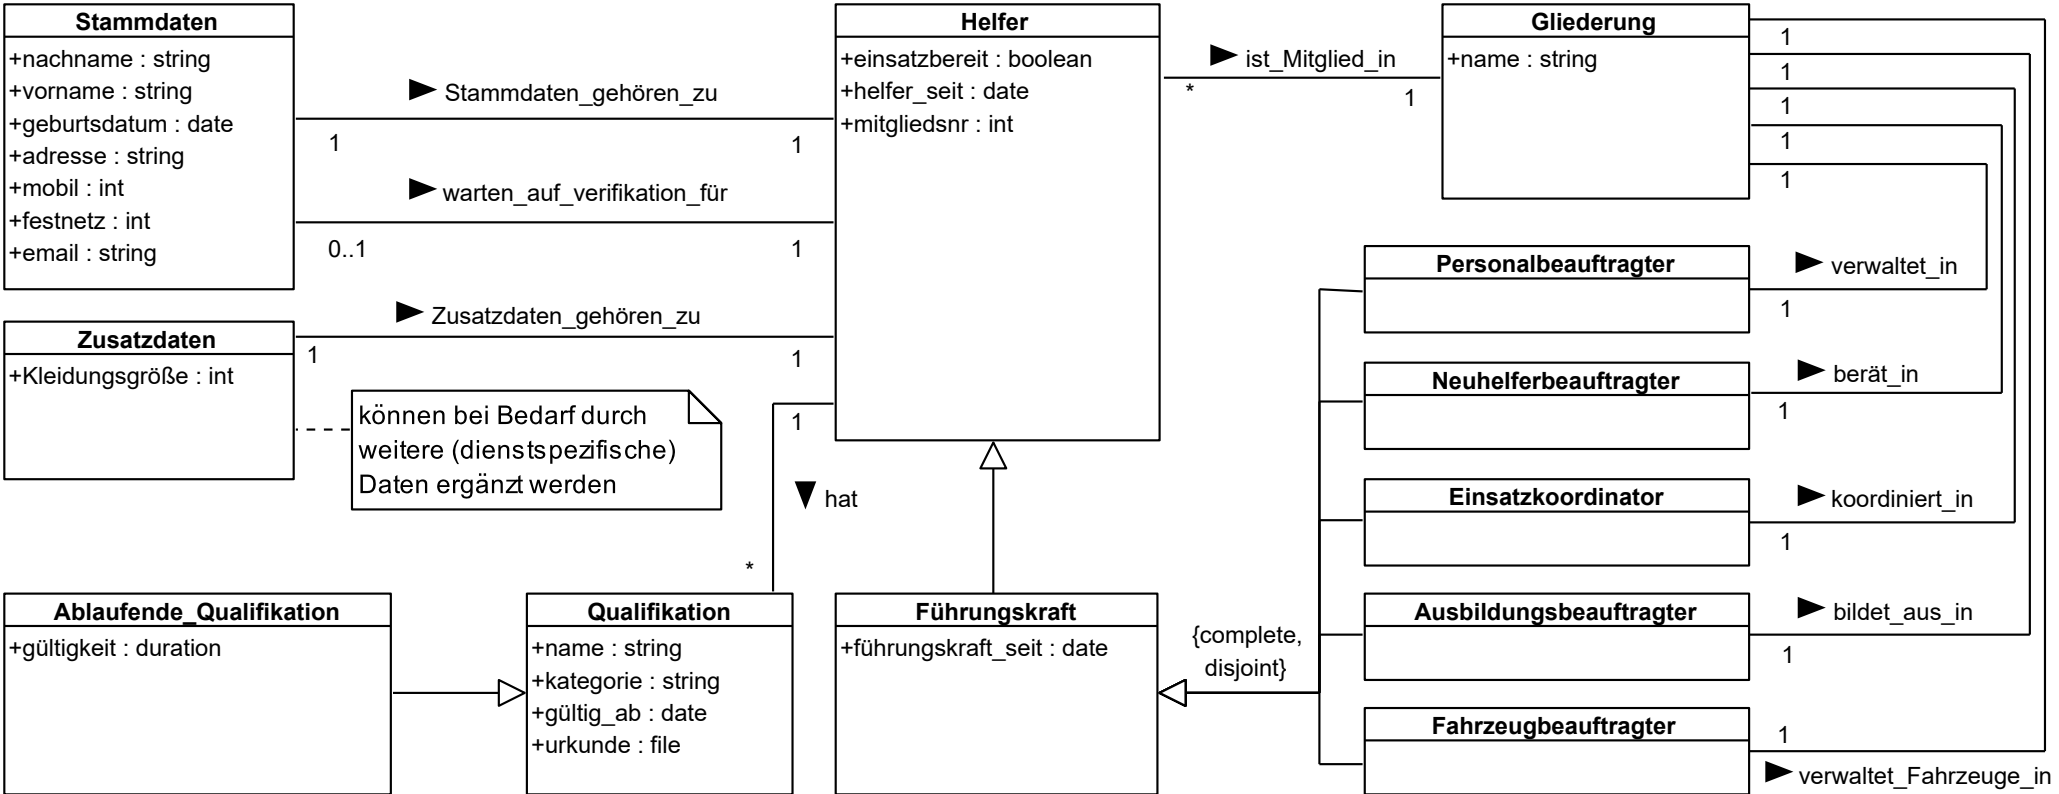 Stammdaten
+nachname : string
+vorname : string
+geburtsdatum : date
+adresse : string
+mobil : int
+festnetz : int
+email : string
Stammdaten_gehören_zu
1
1
warten_auf_verifikation_für
0..1
1
Helfer
+einsatzbereit : boolean
+helfer_seit : date
+mitgliedsnr : int
ist_Mitglied_in
*
1
Gliederung
+name : string
1
1
1
1
1
Zusatzdaten
+Kleidungsgröße : int
Zusatzdaten_gehören_zu
1
1
können bei Bedarf durch
weitere (dienstspezifische)
Daten ergänzt werden
1
hat
*
Personalbeauftragter
verwaltet_in
1
Neuhelferbeauftragter
berät_in
1
Einsatzkoordinator
koordiniert_in
1
Ablaufende_Qualifikation
+gültigkeit : duration
Qualifikation
+name : string
+kategorie : string
+gültig_ab : date
+urkunde : file
Führungskraft
+führungskraft_seit : date
{complete,
disjoint}
Ausbildungsbeauftragter
bildet_aus_in
1
Fahrzeugbeauftragter
1
verwaltet_Fahrzeuge_in